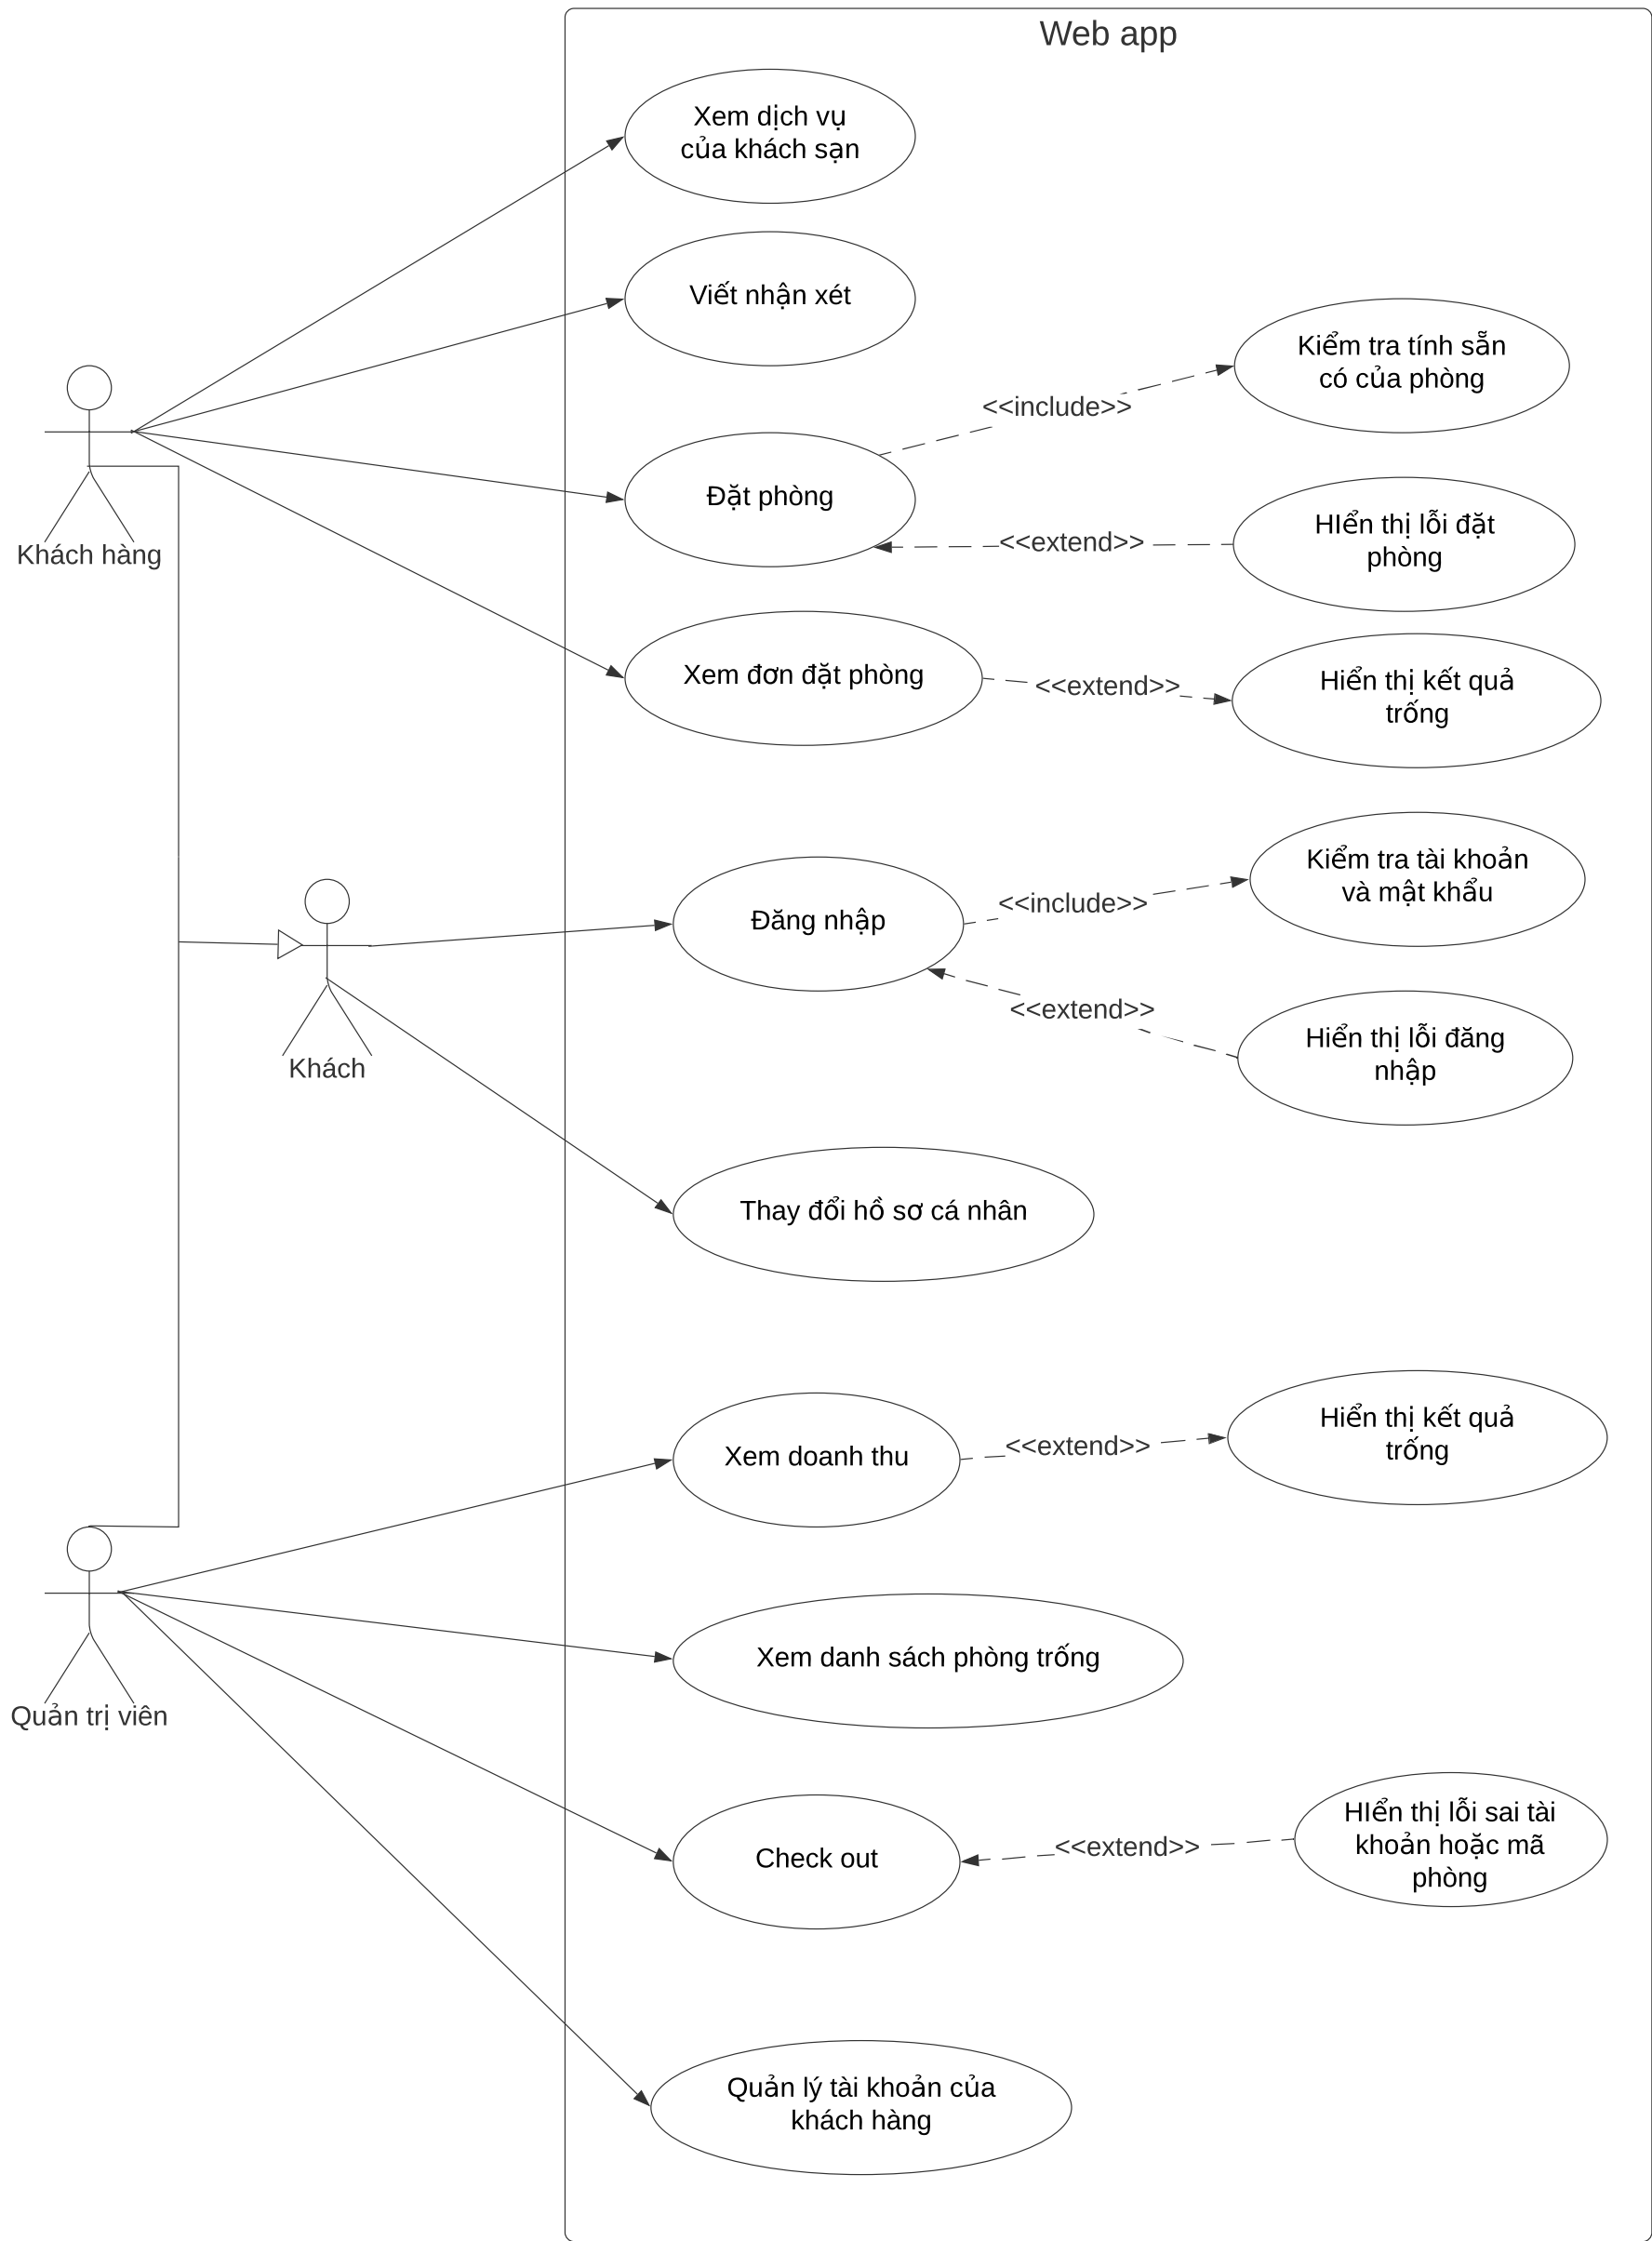 Web app
Xem dịch vụ
của khách sạn
Viết nhận xét
Kiểm tra tính sẵn
có của phòng
<<include>>
Đặt phòng
HIển thị lỗi đặt
phòng
<<extend>>
Khách hàng
Xem đơn đặt phòng
<<extend>>
Hiển thị kết quả
trống
Kiểm tra tài khoản
và mật khẩu
<<include>>
Đăng nhập
<<extend>>
Hiển thị lỗi đăng
nhập
Khách
Thay đổi hồ sơ cá nhân
Hiển thị kết quả
trống
<<extend>>
Xem doanh thu
Xem danh sách phòng trống
Quản trị viên
HIển thị lỗi sai tài
khoản hoặc mã
phòng
<<extend>>
Check out
Quản lý tài khoản của
khách hàng